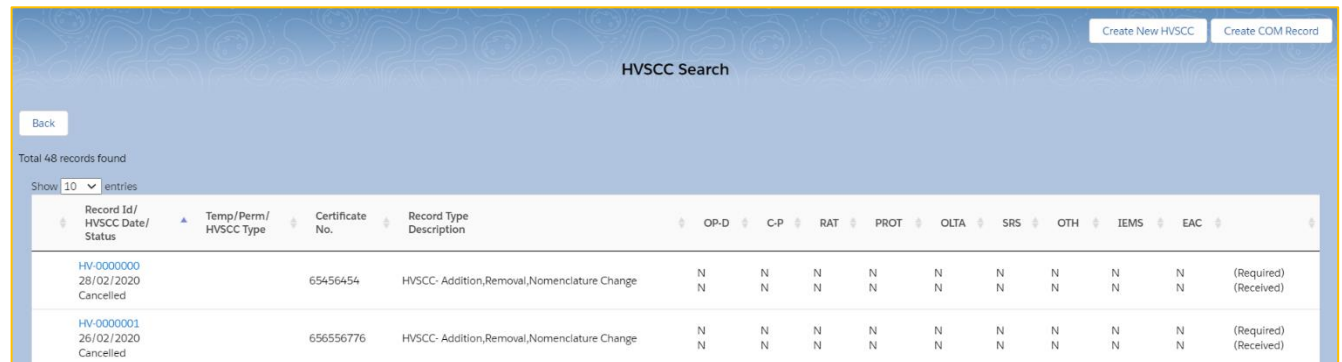 Create New HVSCC Create COM Record
HVSCC Search
Back
Total 48 records found
Show 10 entries
Record Id/
HVSCC Date/
Status
Temp/Perm/
HVSCC Type
Certificate
No.
Record Type
Description
OP-D C-P RAT PROT OLTA SRS OTH IEMS EAC
HV-0000000
28/02/2020
Cancelled
65456454
HVSCC- Addition,Removal,Nomenclature Change
N N N N N N N N N (Required)
N N N N N N N N N (Received)
HV-0000001
26/02/2020
Cancelled
656556776
HVSCC- Addition,Removal,Nomenclature Change
N N N N N N N N N (Required)
N N N N N N N N N (Received)